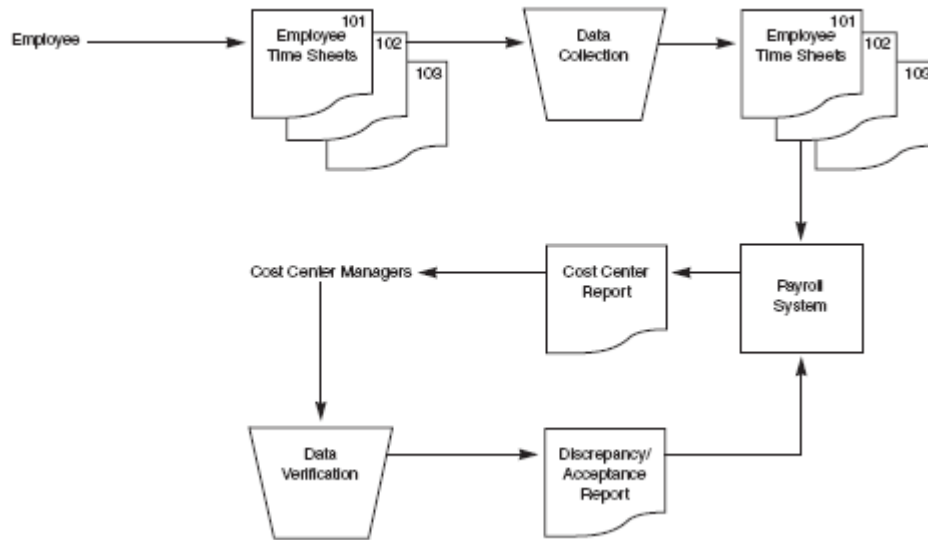 Employee
101
Employee
Time Sheets
102
103
Data
Collection
101
Employee
Time Sheets
102
103
Cost Center Managers
Cost Center
Report
Payroll
System
Data
Verification
Discrepancy/
Acceptance
Report